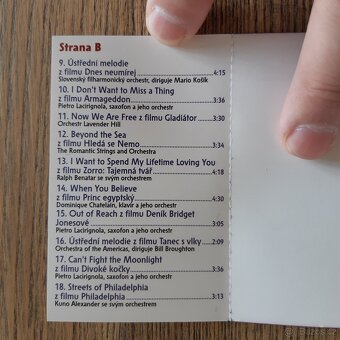 Strana B
9. Ústřední melodie
z filmu Dnes neumírej 4:15
Slovenský filharmonický orchestr, diriguje Mario Košik
10. I Don't Want to Miss a Thing
z filmu Armageddon 3:36
Pietro Lacirignola, saxofon a jeho orchestr
11. Now We Are Free z filmu Gladiátor 3:30
Orchestr Lavender Hill
12. Beyond the Sea
z filmu Hledá se Nemo 3:38
The Romantic Strings and Orchestra
13. I Want to Spend My Lifetime Loving You
z filmu Zorro: Tajemná tvář 4:18
Ralph Benatar se svým orchestrem
14. When You Believe
z filmu Princ egyptský 4:30
Dominique Chatelain, klavír a jeho orchestr
15. Out of Reach z filmu Deník Bridget
Jonesové 3:33
Pietro Lacirignola, saxofon a jeho orchestr
16. Ústřední melodie z filmu Tanec s vlky 2:09
Orchestra of the Americas, diriguje Bill Broughton
17. Can't Fight the Moonlight
z filmu Divoké kočky 3:36
Pietro Lacirignola, saxofon a jeho orchestr
18. Streets of Philadelphia
z filmu Philadelphia 3:13
Kuno Alexander se svým orchestrem